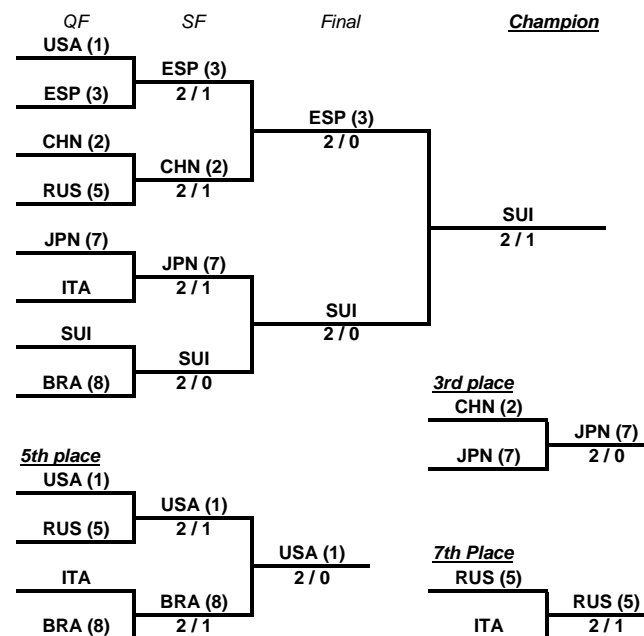 QF SF Final Champion
USA (1)
ESP (3)
2 / 1
ESP (3)
ESP (3)
2 / 0
CHN (2)
CHN (2)
2 / 1
RUS (5)
SUI
2 / 1
JPN (7)
JPN (7)
2 / 1
ITA
SUI
2 / 0
SUI
SUI
2 / 0
BRA (8)
3rd place
CHN (2)
JPN (7)
2 / 0
JPN (7)
5th place
USA (1)
USA (1)
2 / 1
RUS (5)
USA (1)
2 / 0
ITA
BRA (8)
2 / 1
BRA (8)
7th Place
RUS (5)
RUS (5)
2 / 1
ITA